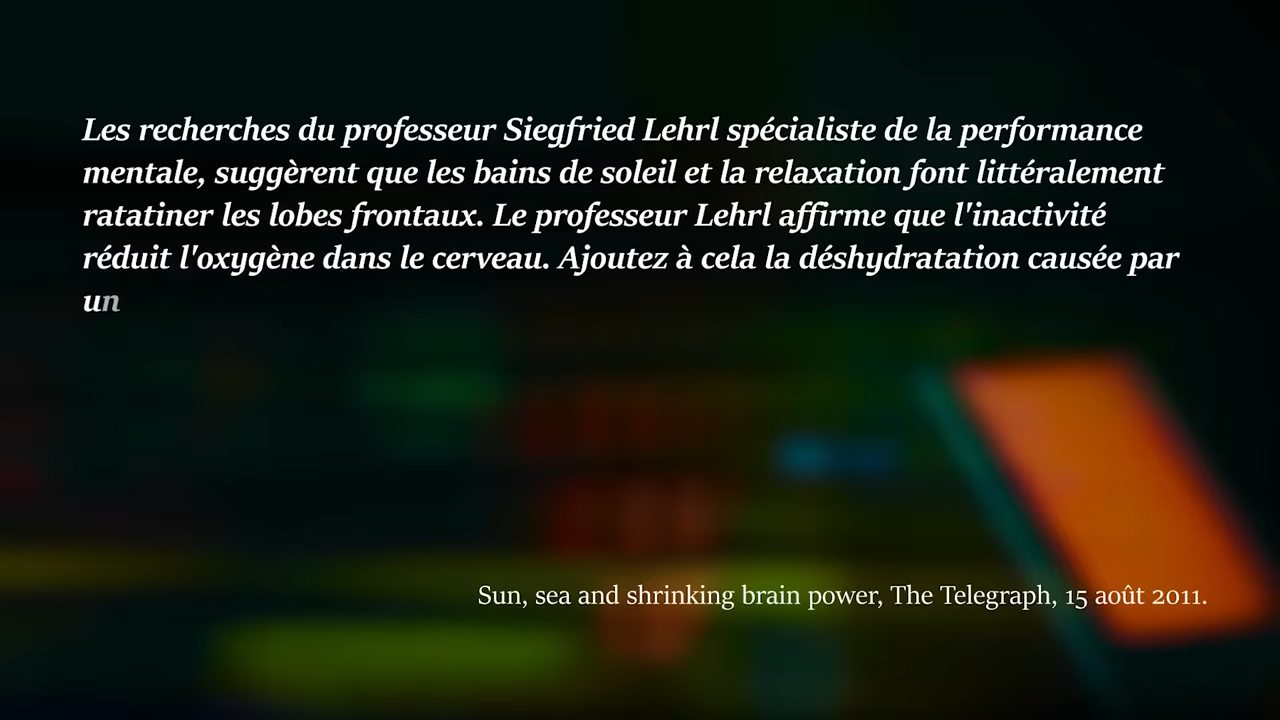 Les recherches du professeur Siegfried Lehrl spécialiste de la performance
mentale, suggèrent que les bains de soleil et la relaxation font littéralement
ratatiner les lobes frontaux. Le professeur Lehrl affirme que l'inactivité
réduit l'oxygène dans le cerveau. Ajoutez à cela la déshydratation causée par
un
Sun, sea and shrinking brain power, The Telegraph, 15 août 2011.